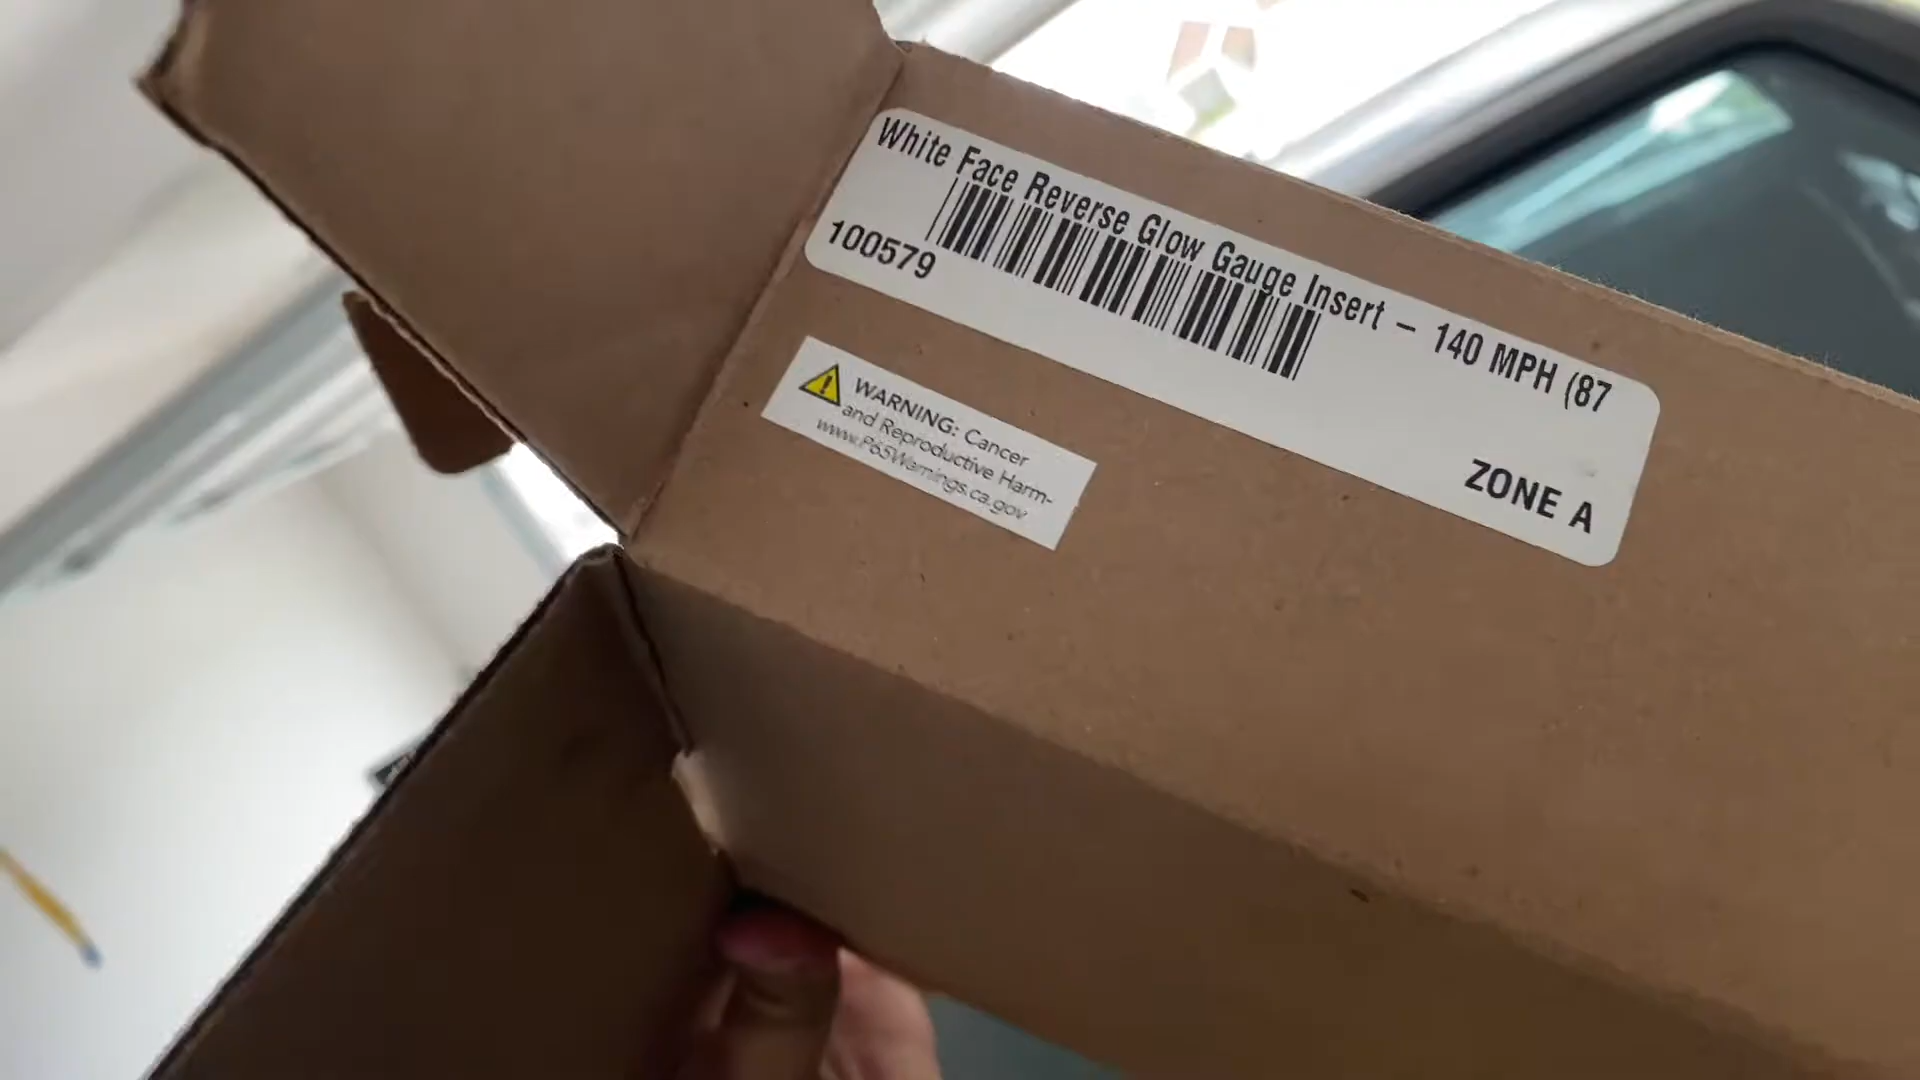 White Face Reverse Glow Gauge Insert – 140 MPH (87
100579
ZONE A
WARNING: Cancer
and Reproductive Harm-
www.P65Warnings.ca.gov